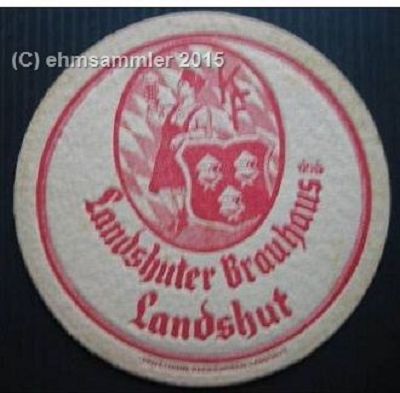 (C) ehmsammler 2015
Landshuter Brauhaus
Landshut